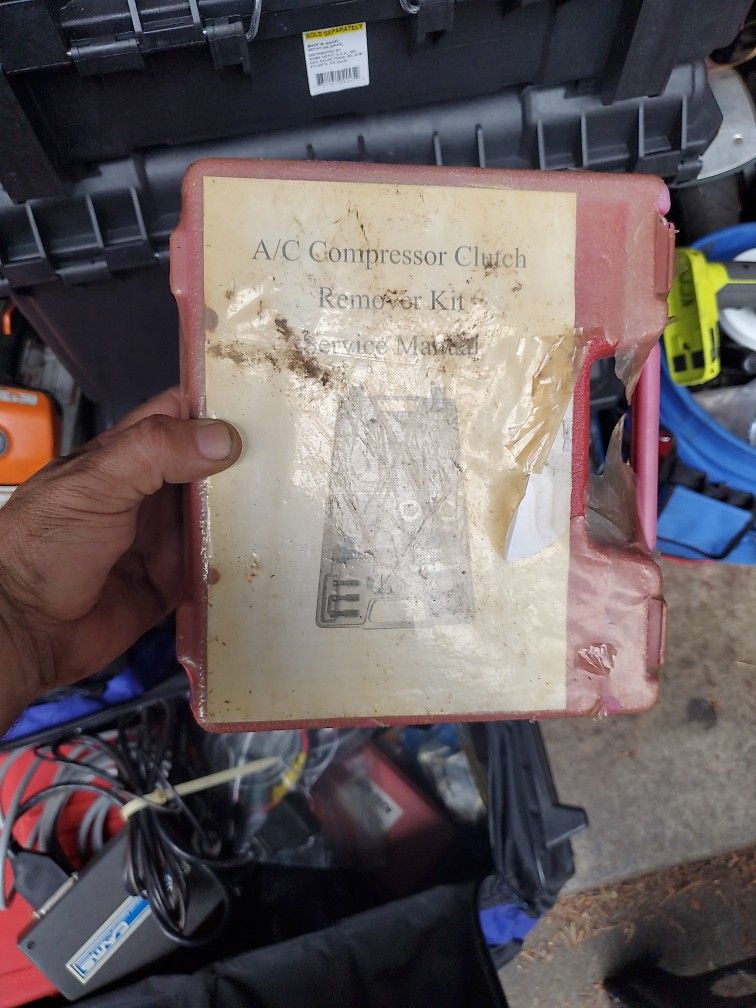 SOLD SEPARATELY
A/C Compressor Clutch
Remover Kit
Service Manual